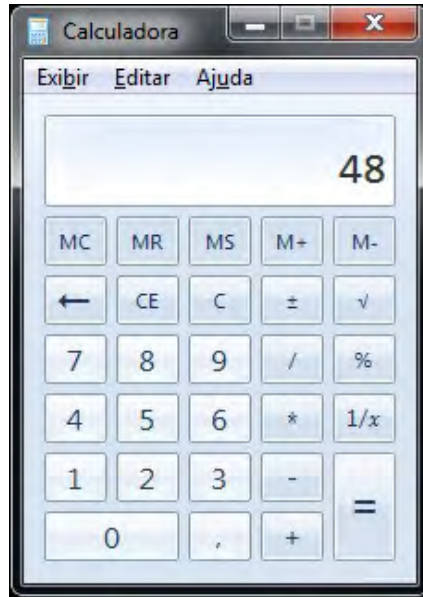 Calculadora
Exibir Editar Ajuda
48
MC MR MS M+ M-
← CE C ± √
7 8 9 / %
4 5 6 * 1/x
1 2 3 - =
0 , +